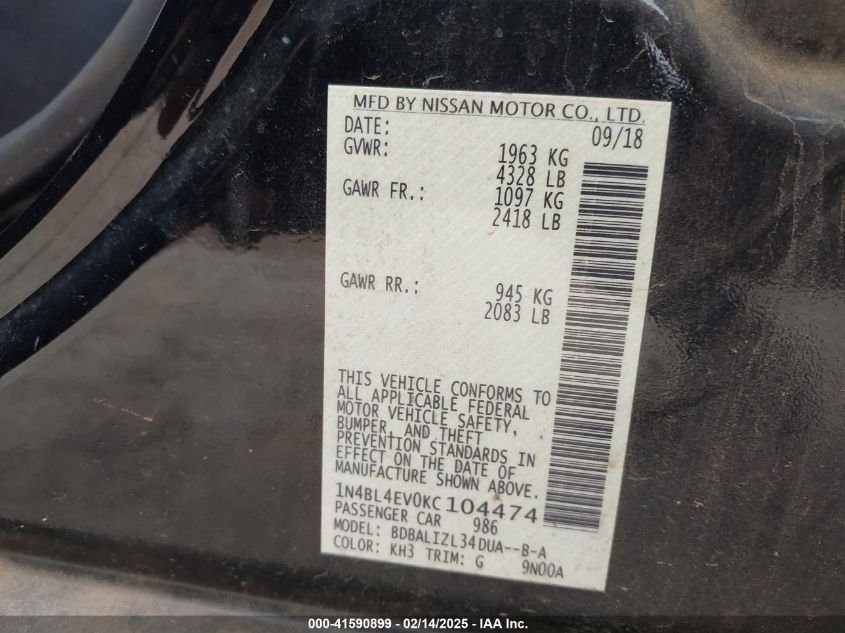 MFD BY NISSAN MOTOR CO., LTD.
DATE: 09/18
GVWR: 1963 KG
4328 LB
GAWR FR.: 1097 KG
2418 LB
GAWR RR.: 945 KG
2083 LB
THIS VEHICLE CONFORMS TO
ALL APPLICABLE FEDERAL
MOTOR VEHICLE SAFETY,
BUMPER, AND THEFT
PREVENTION STANDARDS IN
EFFECT ON THE DATE OF
MANUFACTURE SHOWN ABOVE.
1N4BL4EV0KC104474
PASSENGER CAR 986
MODEL: BDBALIZL34DUA--B-A
COLOR: KH3 TRIM: G 9N00A
000-41590899 - 02/14/2025 - IAA Inc.